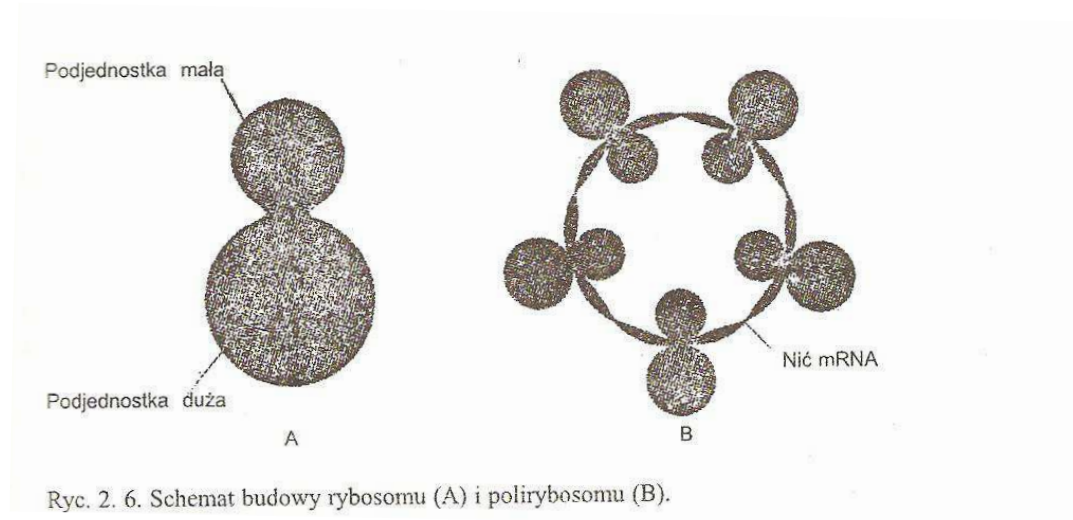 Podjednostka mała
Podjednostka duża
A
Nić mRNA
B
Ryc. 2. 6. Schemat budowy rybosomu (A) i polirybosomu (B).